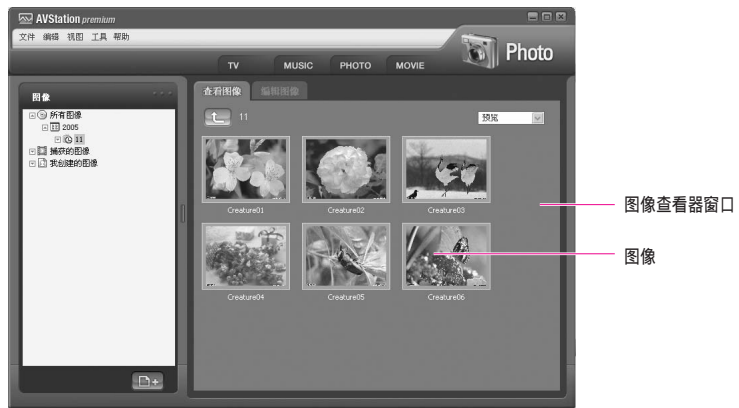 AVStation premium
文件 编辑 视图 工具 帮助
Photo
TV MUSIC PHOTO MOVIE
图像
所有图像
2005
11
捕获的图像
我创建的图像
查看图像 编辑图像
11
预览
Creature01 Creature02 Creature03
Creature04 Creature05 Creature06
图像查看器窗口
图像